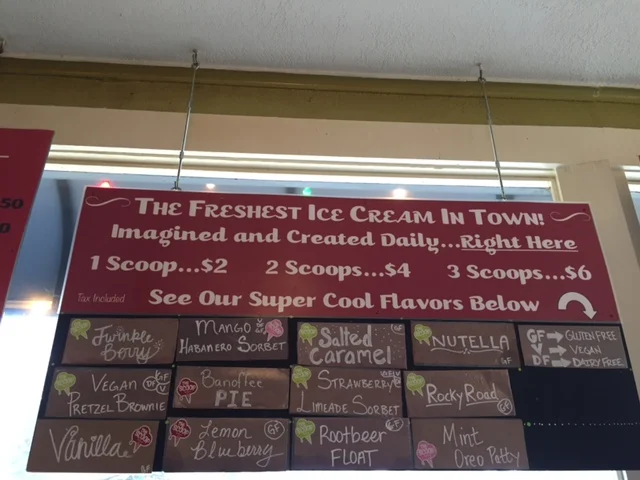 50
0
THE FRESHEST ICE CREAM IN TOWN!
Imagined and Created Daily...Right Here
1 Scoop...$2 2 Scoops...$4 3 Scoops...$6
Tax Included See Our Super Cool Flavors Below
Twinkle Berry
MANGO HABANERO SORBET
Salted Caramel
NUTELLA GF
GF → GLUTEN FREE
V → VEGAN
DF → DAIRY FREE
VEGAN PRETZEL BROWNIE
Banoffee PIE
STRAWBERRY LIMEADE SORBET
ROCKY ROAD
Vanilla GF
Lemon Blueberry GF
Rootbeer FLOAT GF
Mint Oreo Patty